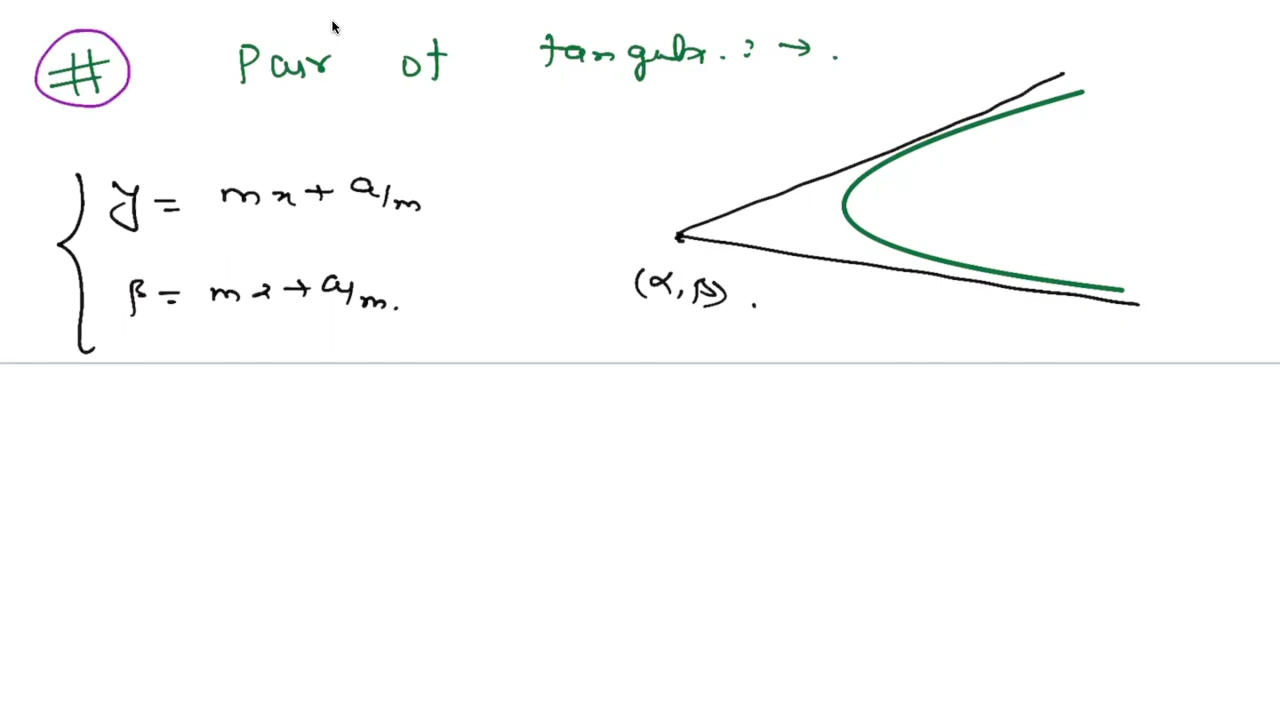 # Pair of tangents : → .
y = mx + a/m
β = mα + a/m.
(α, β) .